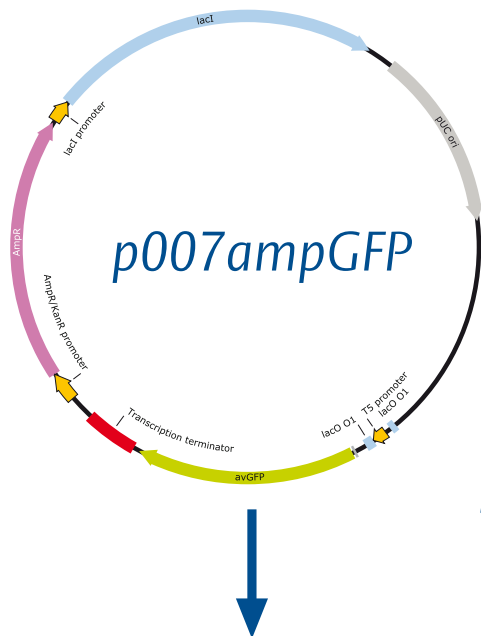 lacI
pUC ori
lacI promoter
AmpR
p007ampGFP
AmpR/KanR promoter
T5 promoter
lacO O1
lacO O1
Transcription terminator
avGFP